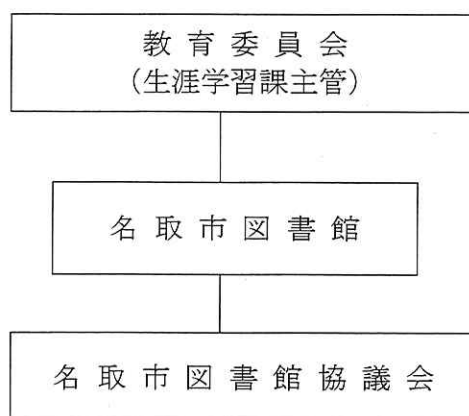 教育委員会
(生涯学習課主管)
名取市図書館
名取市図書館協議会